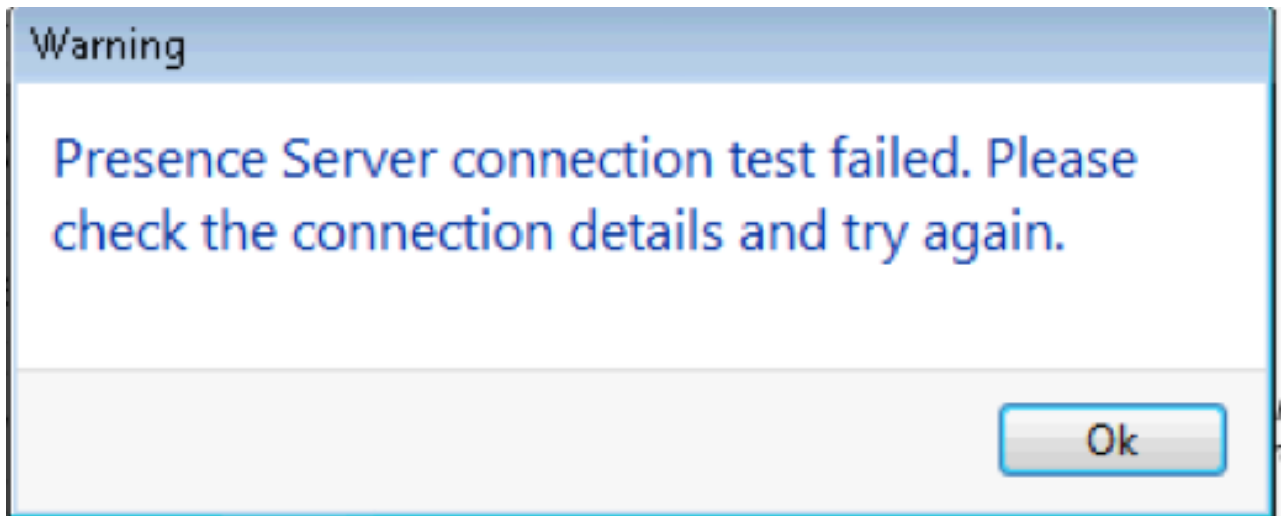 Warning
Presence Server connection test failed. Please
check the connection details and try again.
Ok